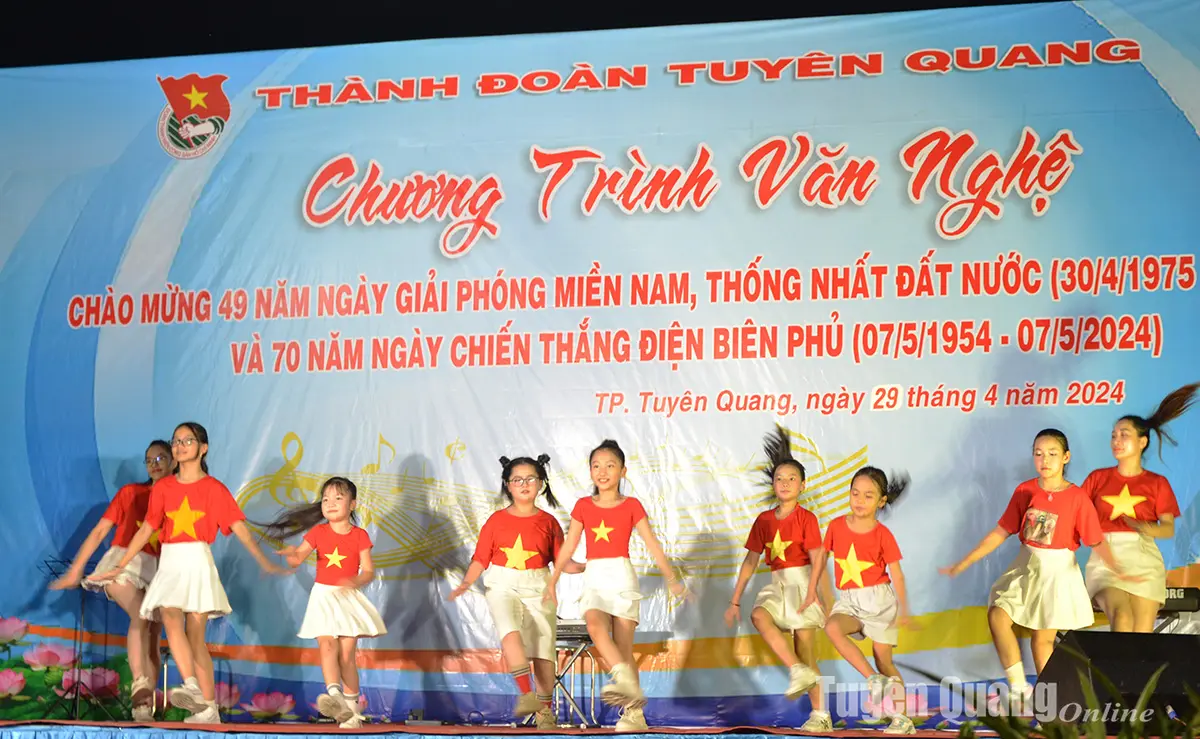 THÀNH ĐOÀN TUYÊN QUANG
Chương Trình Văn Nghệ
CHÀO MỪNG 49 NĂM NGÀY GIẢI PHÓNG MIỀN NAM, THỐNG NHẤT ĐẤT NƯỚC (30/4/1975
VÀ 70 NĂM NGÀY CHIẾN THẮNG ĐIỆN BIÊN PHỦ (07/5/1954 - 07/5/2024)
TP. Tuyên Quang, ngày 29 tháng 4 năm 2024
Tuyen Quang Online